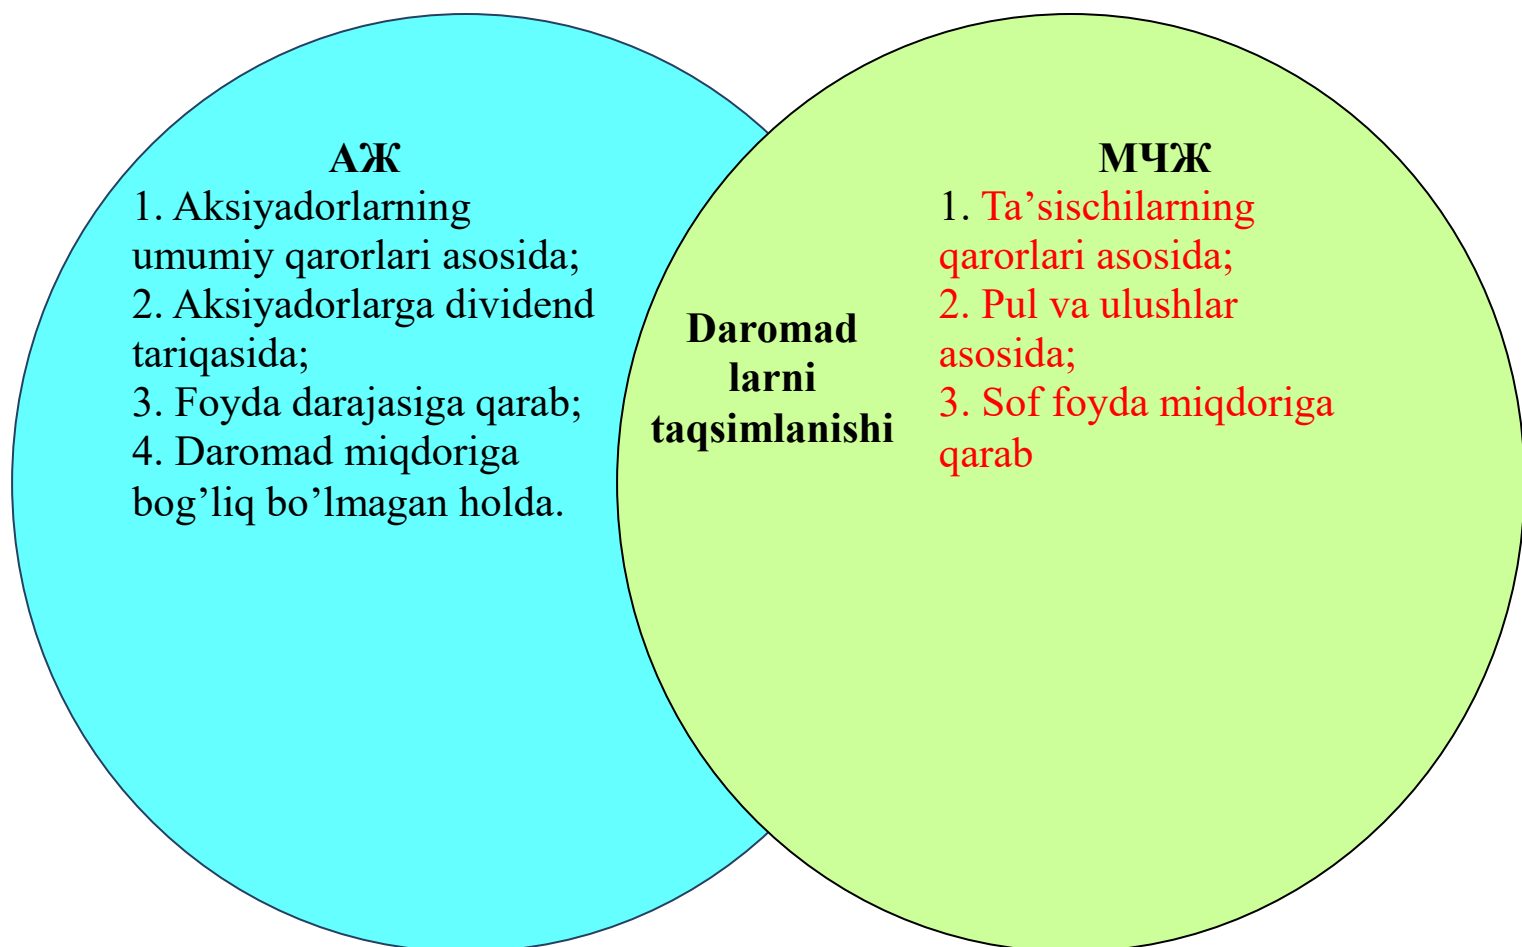 АЖ
1. Aksiyadorlarning
umumiy qarorlari asosida;
2. Aksiyadorlarga dividend
tariqasida;
3. Foyda darajasiga qarab;
4. Daromad miqdoriga
bog’liq bo’lmagan holda.
Daromad
larni
taqsimlanishi
МЧЖ
1. Ta’sischilarning
qarorlari asosida;
2. Pul va ulushlar
asosida;
3. Sof foyda miqdoriga
qarab